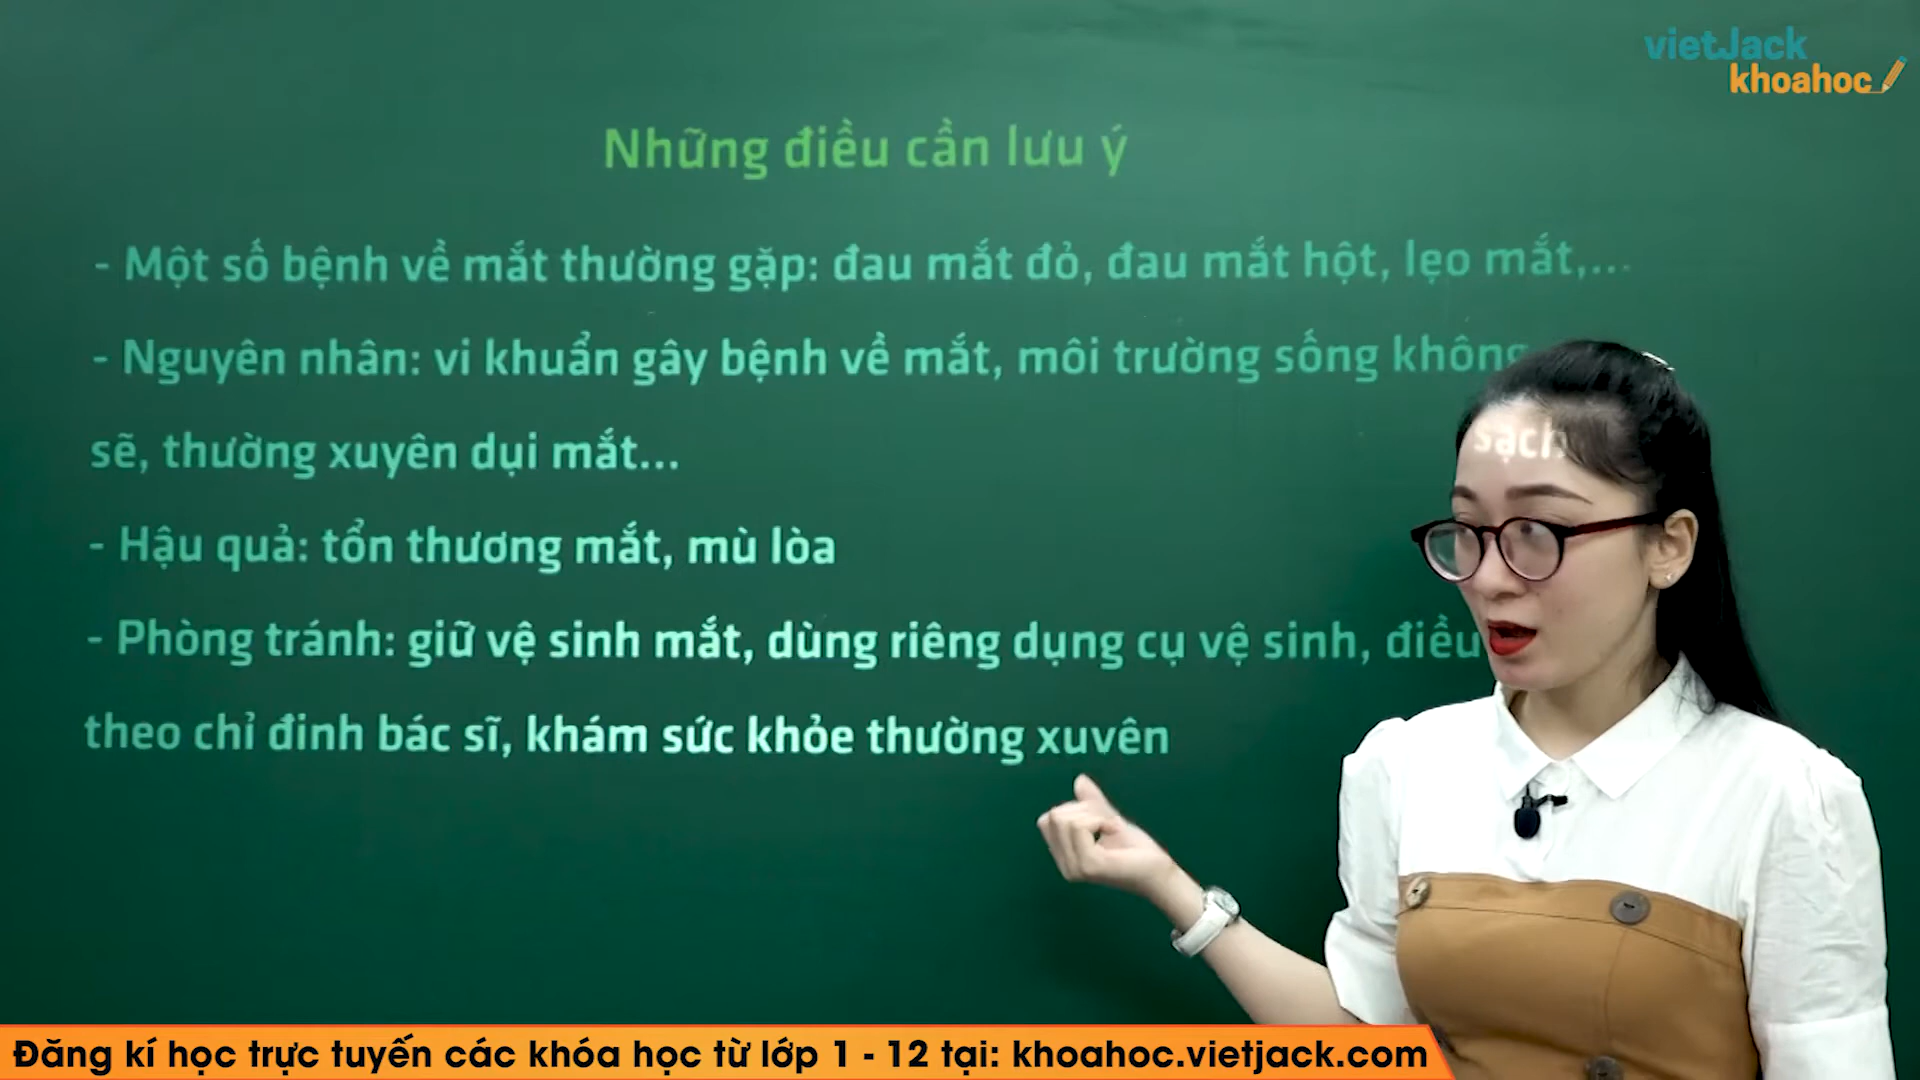 vietJack
khoahoc
Những điều cần lưu ý
- Một số bệnh về mắt thường gặp: đau mắt đỏ, đau mắt hột, lẹo mắt,...
- Nguyên nhân: vi khuẩn gây bệnh về mắt, môi trường sống không sạch
sẽ, thường xuyên dụi mắt...
- Hậu quả: tổn thương mắt, mù lòa
- Phòng tránh: giữ vệ sinh mắt, dùng riêng dụng cụ vệ sinh, điều
theo chỉ đinh bác sĩ, khám sức khỏe thường xuyên
Đăng kí học trực tuyến các khóa học từ lớp 1 - 12 tại: khoahoc.vietjack.com